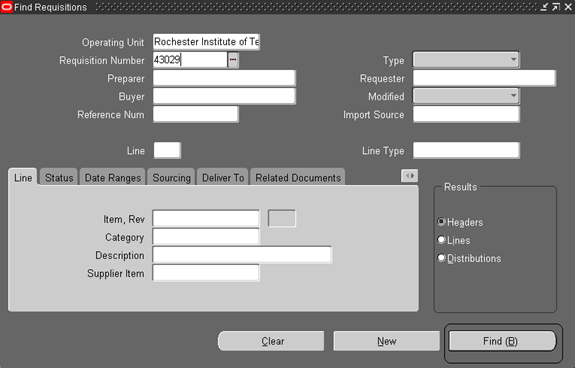 Find Requisitions
Operating Unit Rochester Institute of Te
Requisition Number 43029 ... Type
Preparer Requester
Buyer Modified
Reference Num Import Source
Line Line Type
Line Status Date Ranges Sourcing Deliver To Related Documents
Results
Item, Rev
Headers
Category
Lines
Description
Distributions
Supplier Item
Clear New Find (B)